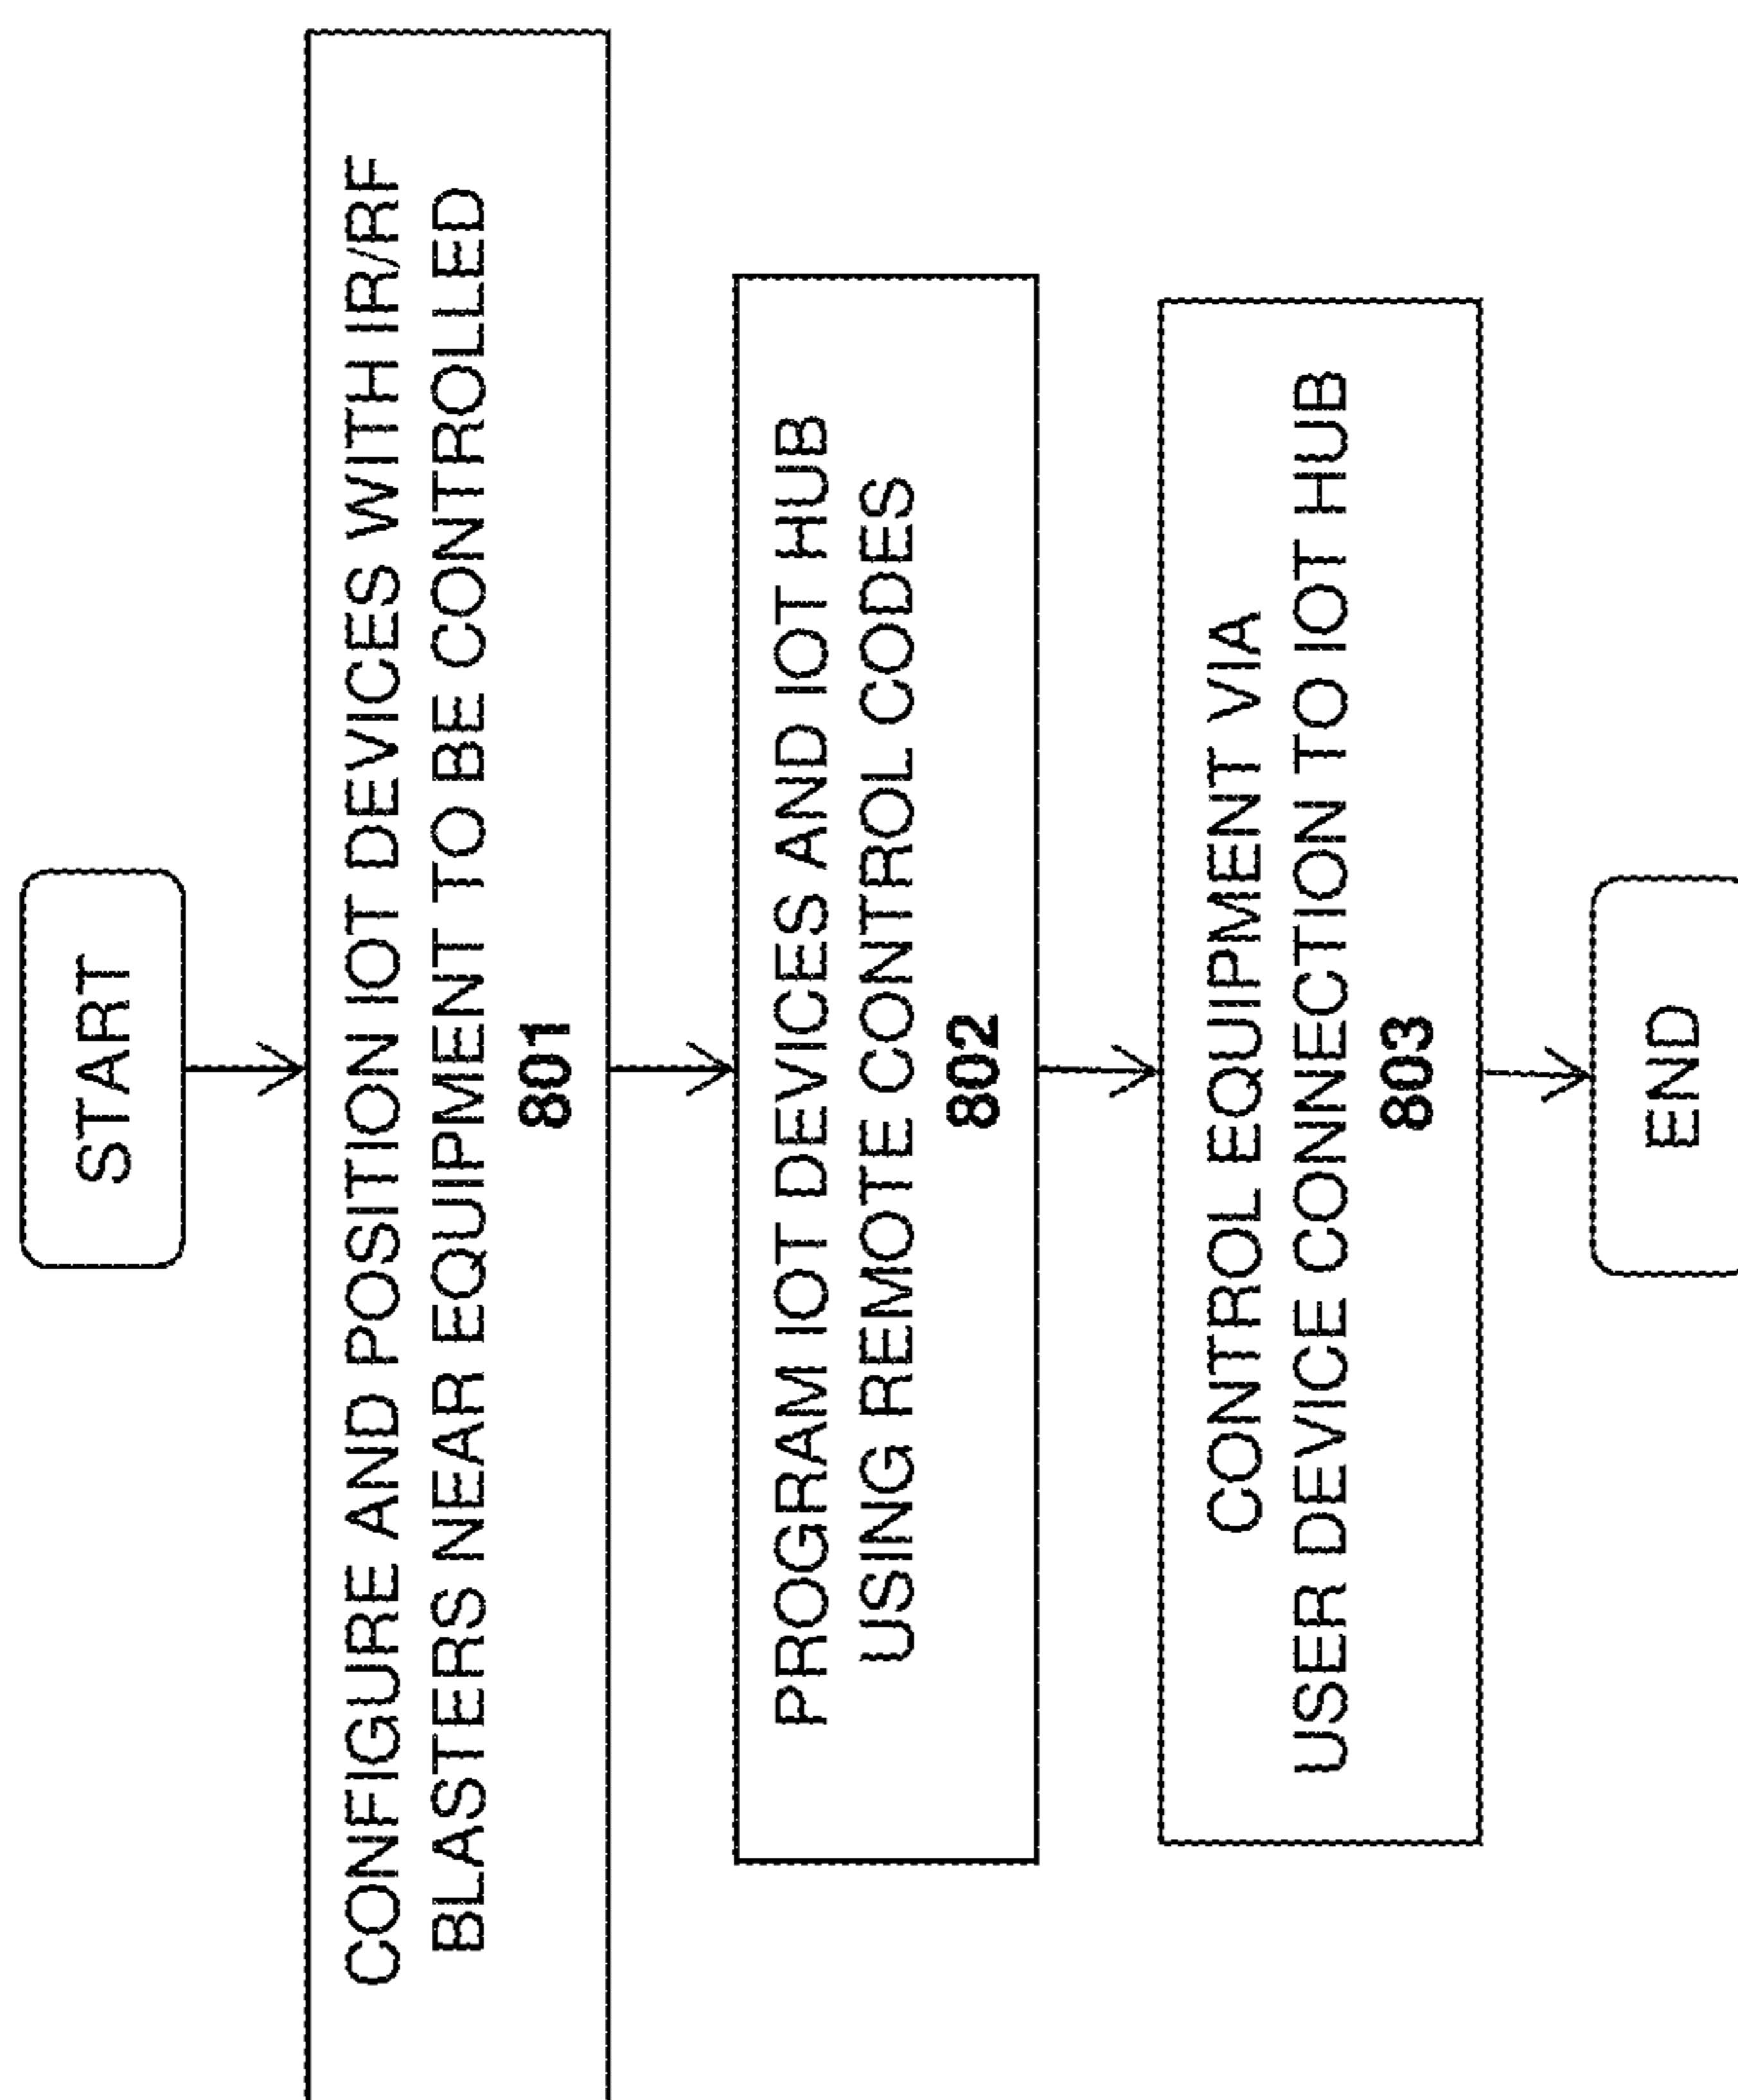 START
CONFIGURE AND POSITION IOT DEVICES WITH IR/RF
BLASTERS NEAR EQUIPMENT TO BE CONTROLLED
801
PROGRAM IOT DEVICES AND IOT HUB
USING REMOTE CONTROL CODES
802
CONTROL EQUIPMENT VIA
USER DEVICE CONNECTION TO IOT HUB
803
END